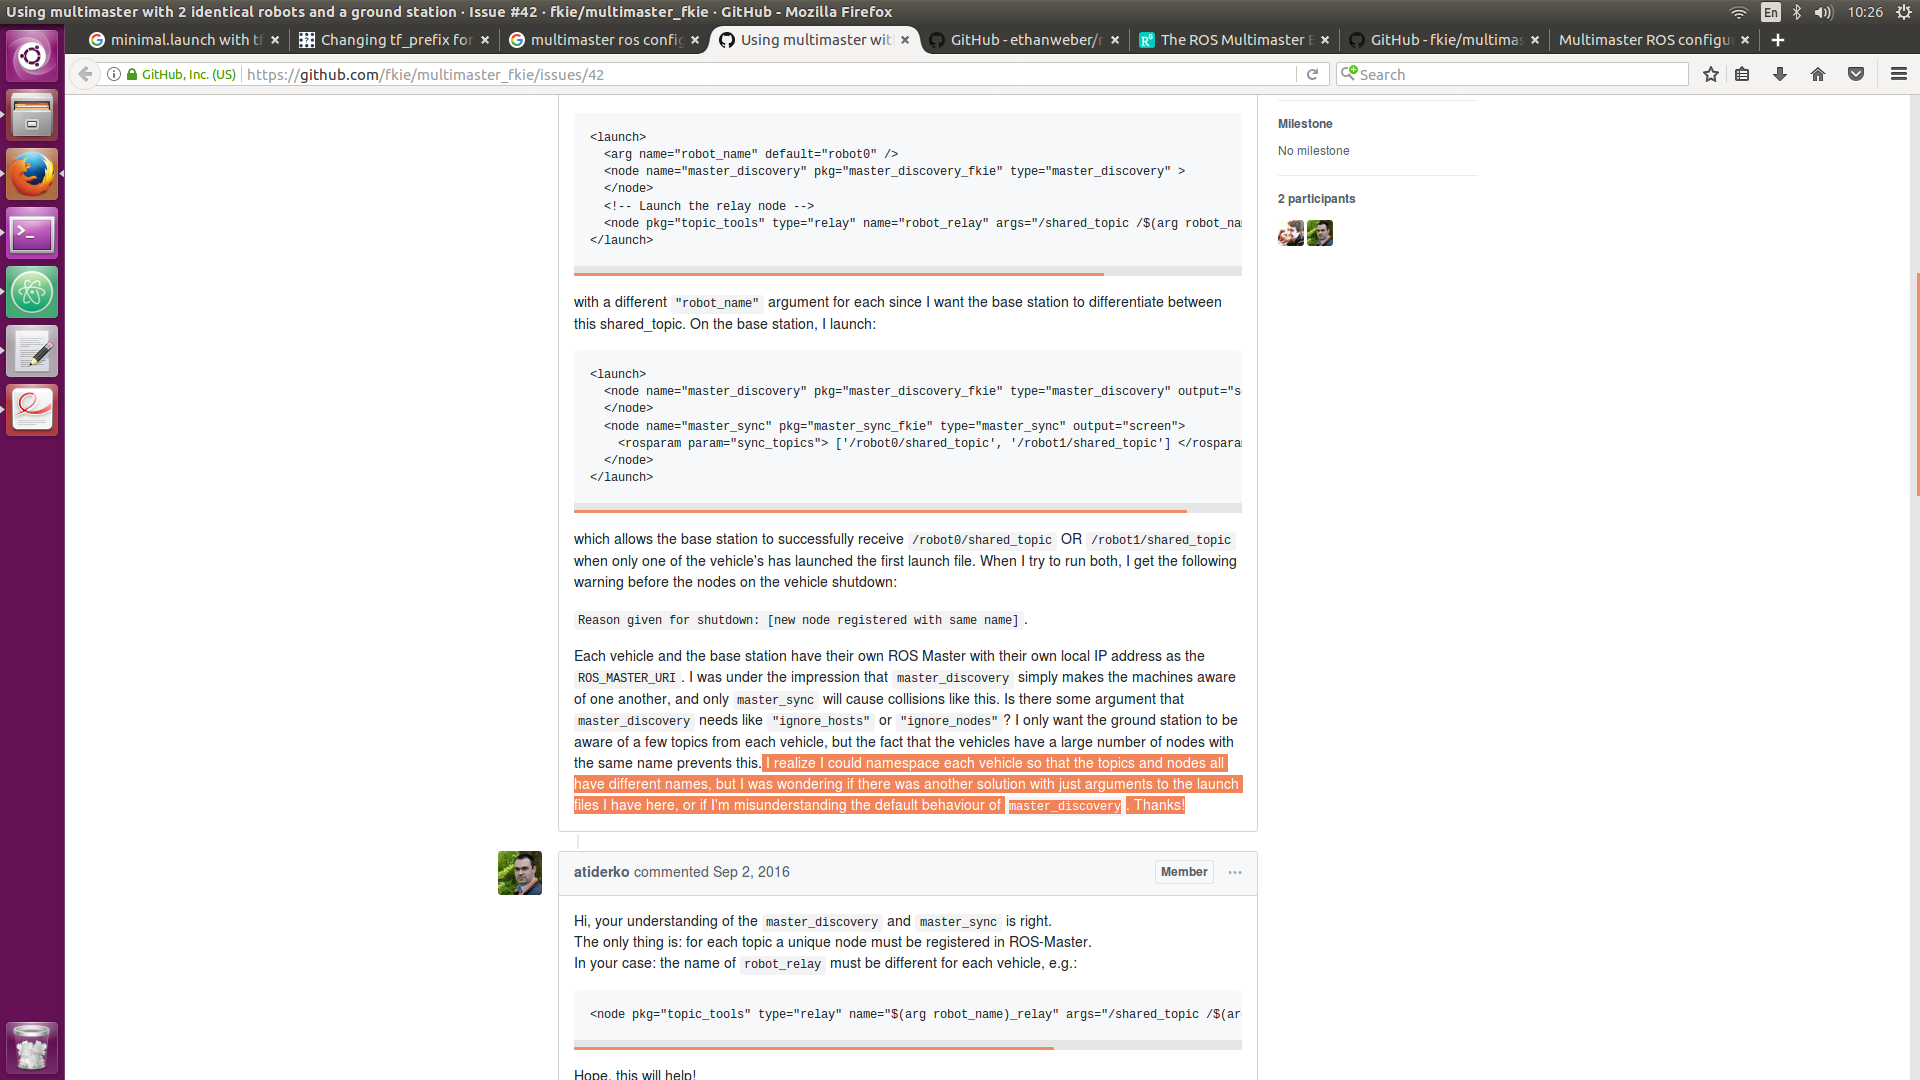 Using multimaster with 2 identical robots and a ground station · Issue #42 · fkie/multimaster_fkie · GitHub - Mozilla Firefox
En
10:26
minimal.launch with tf
Changing tf_prefix for
multimaster ros config
Using multimaster wit
GitHub - ethanweber/r
The ROS Multimaster E
GitHub - fkie/multimas
Multimaster ROS configu
GitHub, Inc. (US)
https://github.com/fkie/multimaster_fkie/issues/42
Search
<launch>
<arg name="robot_name" default="robot0" />
<node name="master_discovery" pkg="master_discovery_fkie" type="master_discovery" >
</node>
<!-- Launch the relay node -->
<node pkg="topic_tools" type="relay" name="robot_relay" args="/shared_topic /$(arg robot_na
</launch>
with a different "robot_name" argument for each since I want the base station to differentiate between
this shared_topic. On the base station, I launch:
<launch>
<node name="master_discovery" pkg="master_discovery_fkie" type="master_discovery" output="s
</node>
<node name="master_sync" pkg="master_sync_fkie" type="master_sync" output="screen">
<rosparam param="sync_topics"> ['/robot0/shared_topic', '/robot1/shared_topic'] </rospara
</node>
</launch>
which allows the base station to successfully receive /robot0/shared_topic OR /robot1/shared_topic
when only one of the vehicle's has launched the first launch file. When I try to run both, I get the following
warning before the nodes on the vehicle shutdown:
Reason given for shutdown: [new node registered with same name] .
Each vehicle and the base station have their own ROS Master with their own local IP address as the
ROS_MASTER_URI . I was under the impression that master_discovery simply makes the machines aware
of one another, and only master_sync will cause collisions like this. Is there some argument that
master_discovery needs like "ignore_hosts" or "ignore_nodes" ? I only want the ground station to be
aware of a few topics from each vehicle, but the fact that the vehicles have a large number of nodes with
the same name prevents this. I realize I could namespace each vehicle so that the topics and nodes all
have different names, but I was wondering if there was another solution with just arguments to the launch
files I have here, or if I'm misunderstanding the default behaviour of master_discovery . Thanks!
Milestone
No milestone
2 participants
atiderko commented Sep 2, 2016
Member
Hi, your understanding of the master_discovery and master_sync is right.
The only thing is: for each topic a unique node must be registered in ROS-Master.
In your case: the name of robot_relay must be different for each vehicle, e.g.:
<node pkg="topic_tools" type="relay" name="$(arg robot_name)_relay" args="/shared_topic /$(ar
Hope, this will help!